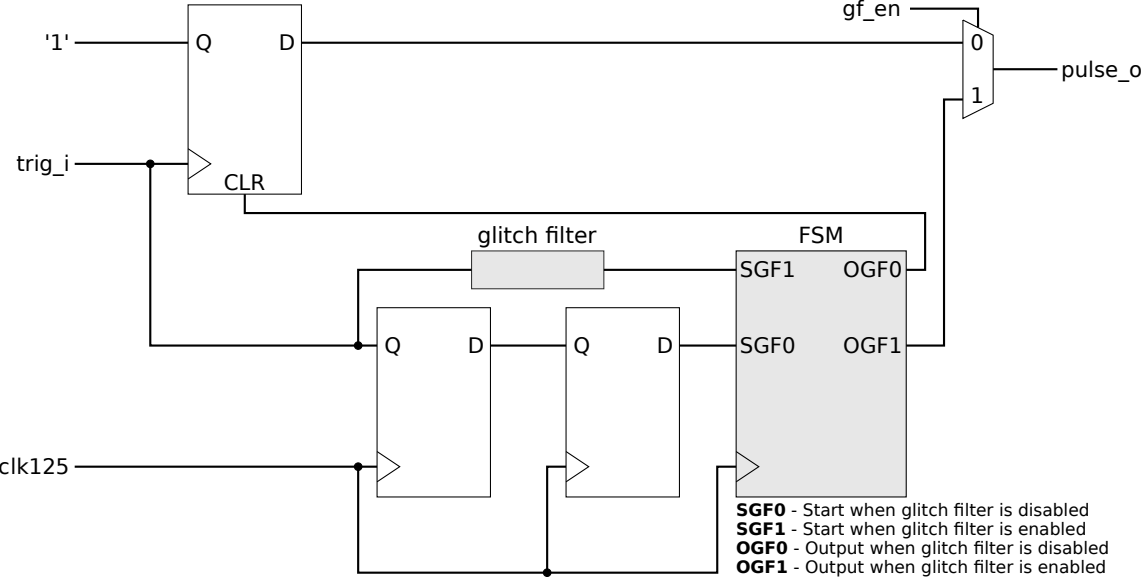 gf_en
'1'
Q
D
0
pulse_o
1
trig_i
CLR
glitch filter
FSM
SGF1
OGF0
Q
D
Q
D
SGF0
OGF1
clk125
SGF0 - Start when glitch filter is disabled
SGF1 - Start when glitch filter is enabled
OGF0 - Output when glitch filter is disabled
OGF1 - Output when glitch filter is enabled